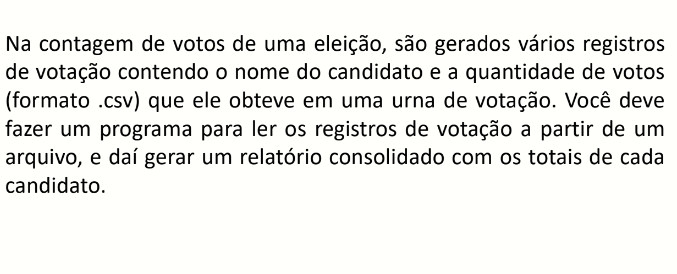 Na contagem de votos de uma eleição, são gerados vários registros
de votação contendo o nome do candidato e a quantidade de votos
(formato .csv) que ele obteve em uma urna de votação. Você deve
fazer um programa para ler os registros de votação a partir de um
arquivo, e daí gerar um relatório consolidado com os totais de cada
candidato.